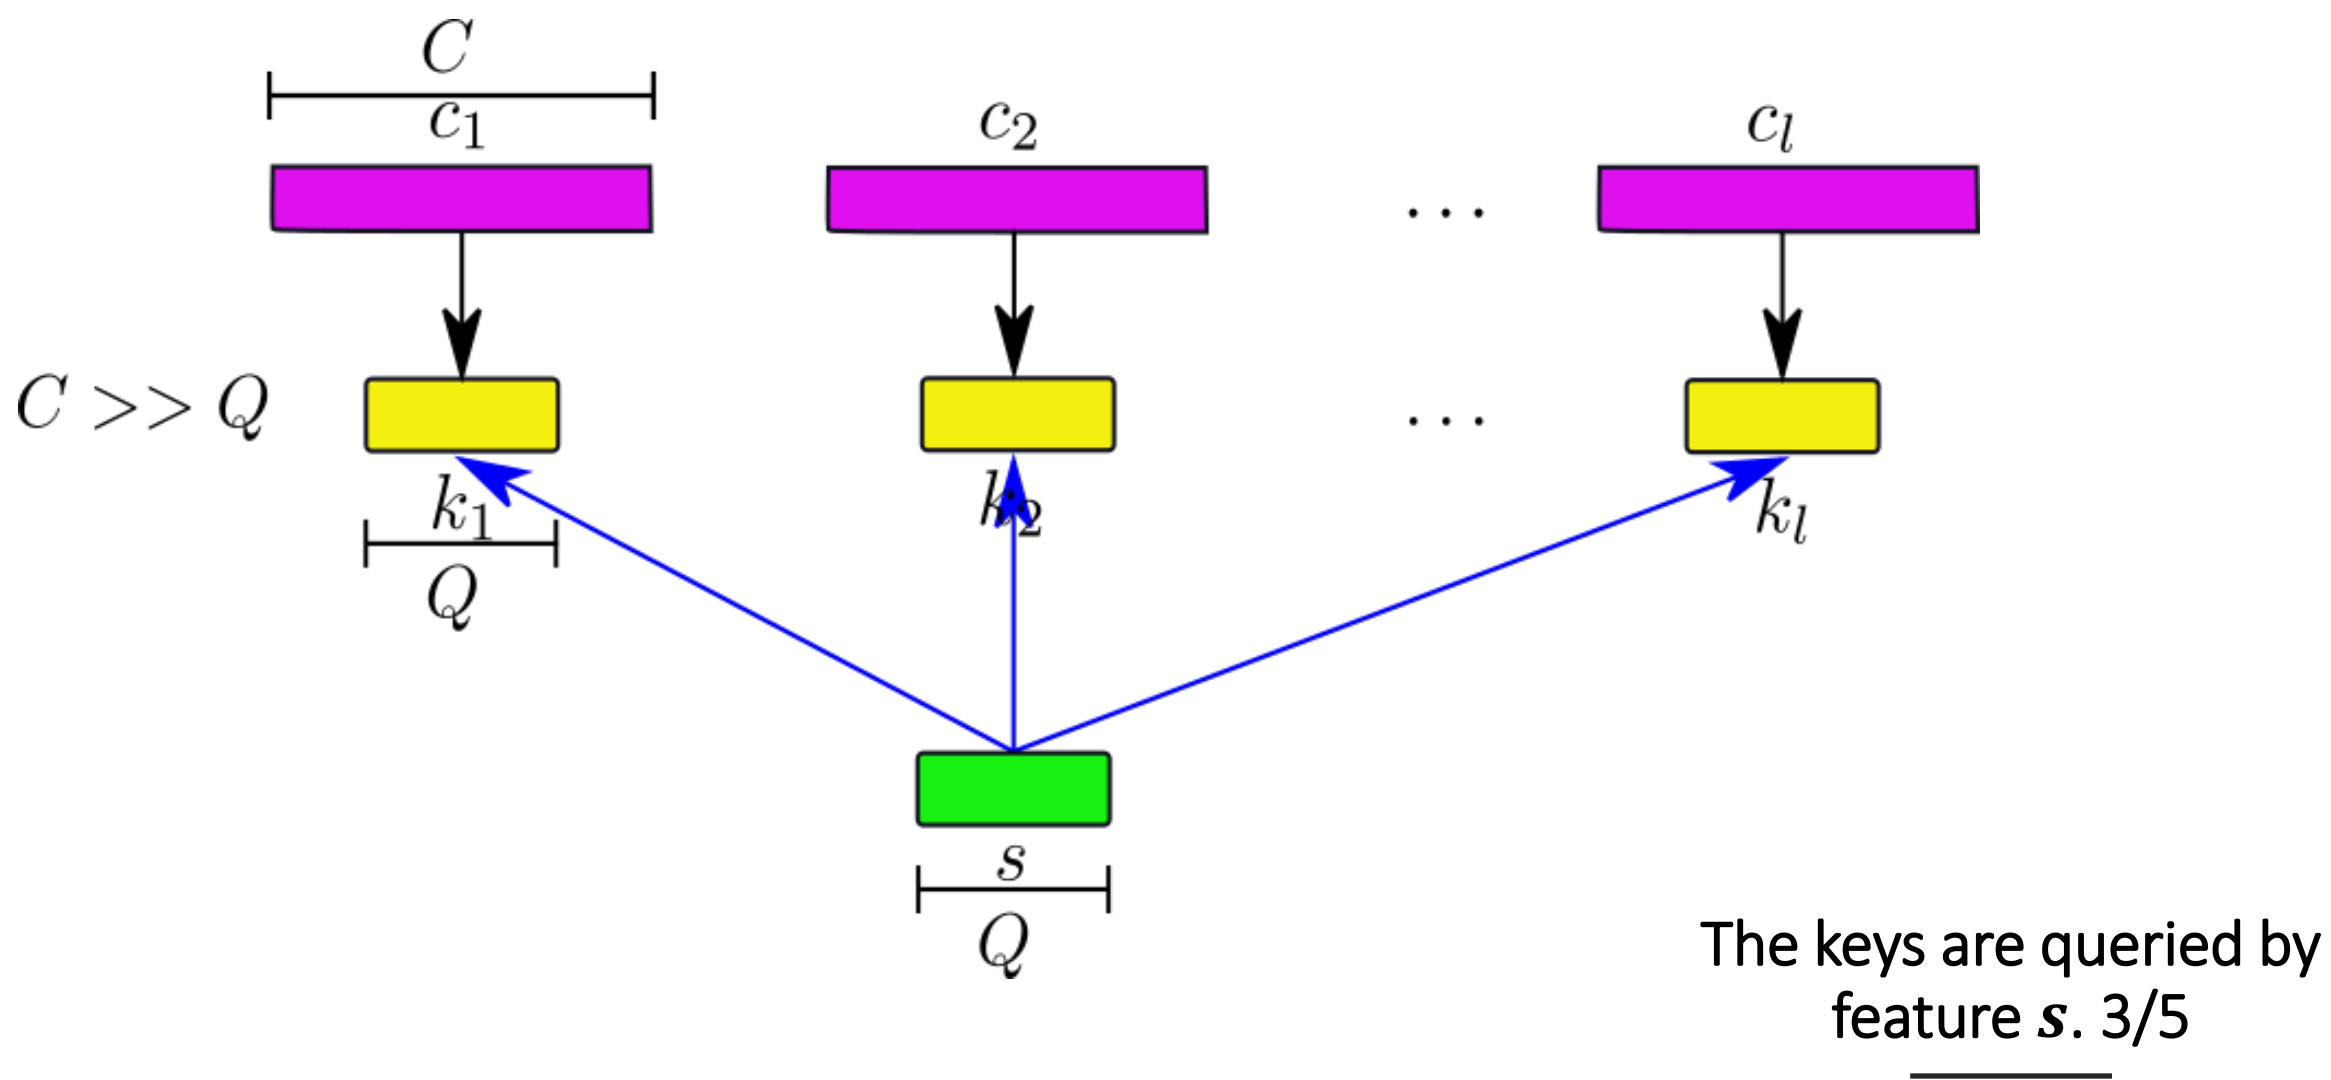 C
c₁ c₂ cₗ
... ...
C >> Q
k₁ k₂ kₗ
Q
s
Q
The keys are queried by
feature s. 3/5